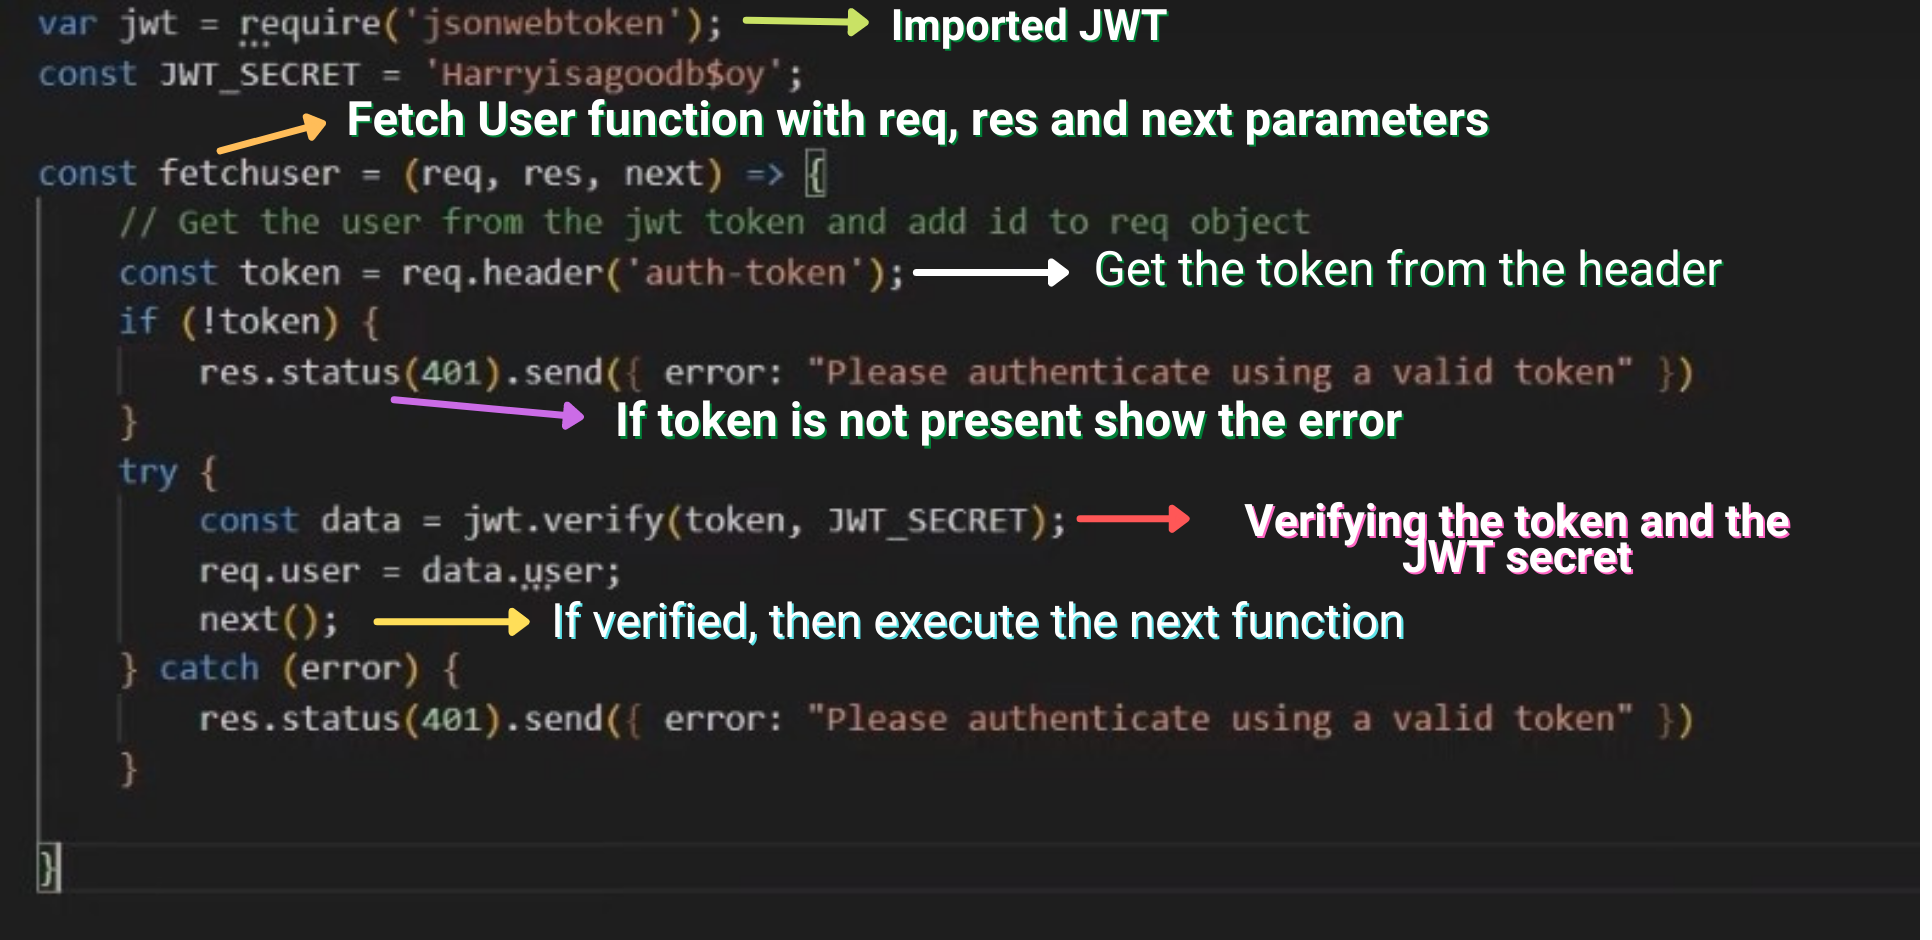 var jwt = require('jsonwebtoken'); Imported JWT
const JWT_SECRET = 'Harryisagoodb$oy';
Fetch User function with req, res and next parameters
const fetchuser = (req, res, next) => {
// Get the user from the jwt token and add id to req object
const token = req.header('auth-token'); Get the token from the header
if (!token) {
res.status(401).send({ error: "Please authenticate using a valid token" })
If token is not present show the error
}
try {
const data = jwt.verify(token, JWT_SECRET); Verifying the token and the
JWT secret
req.user = data.user;
next(); If verified, then execute the next function
} catch (error) {
res.status(401).send({ error: "Please authenticate using a valid token" })
}
}